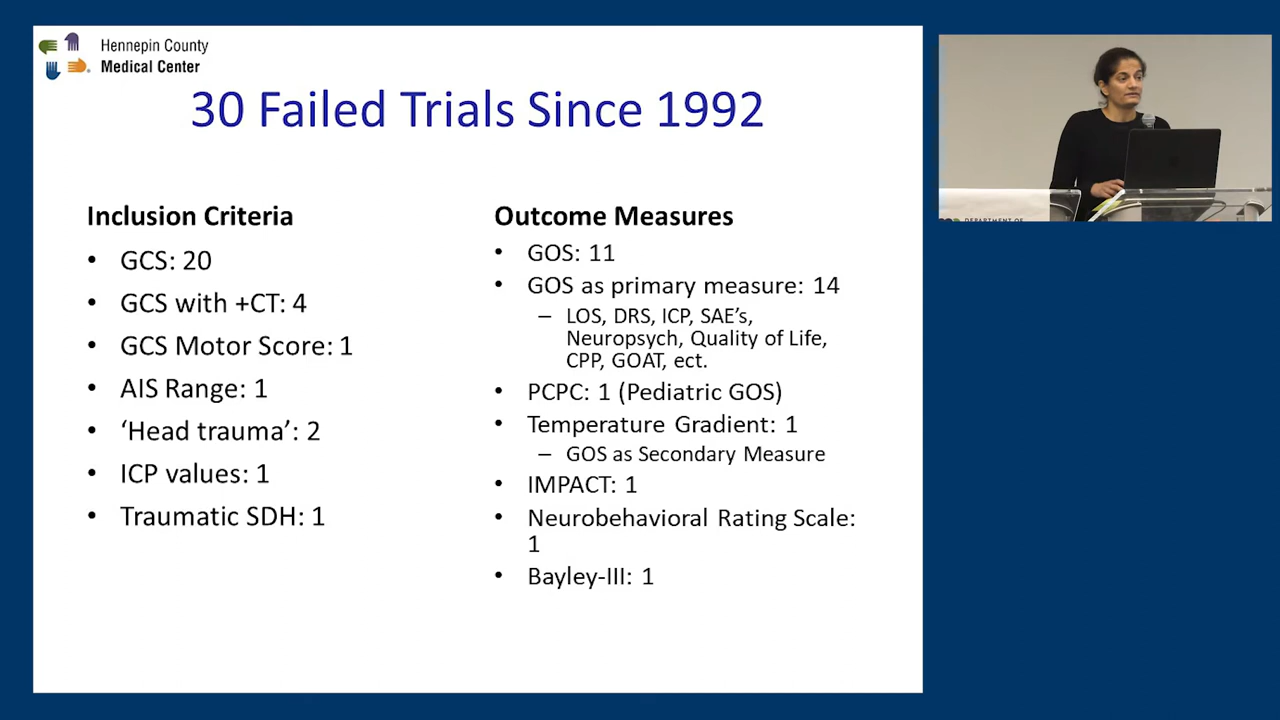 Hennepin County
Medical Center
30 Failed Trials Since 1992
Inclusion Criteria
• GCS: 20
• GCS with +CT: 4
• GCS Motor Score: 1
• AIS Range: 1
• ‘Head trauma’: 2
• ICP values: 1
• Traumatic SDH: 1
Outcome Measures
• GOS: 11
• GOS as primary measure: 14
– LOS, DRS, ICP, SAE’s,
Neuropsych, Quality of Life,
CPP, GOAT, ect.
• PCPC: 1 (Pediatric GOS)
• Temperature Gradient: 1
– GOS as Secondary Measure
• IMPACT: 1
• Neurobehavioral Rating Scale:
1
• Bayley-III: 1
DEPARTMENT OF